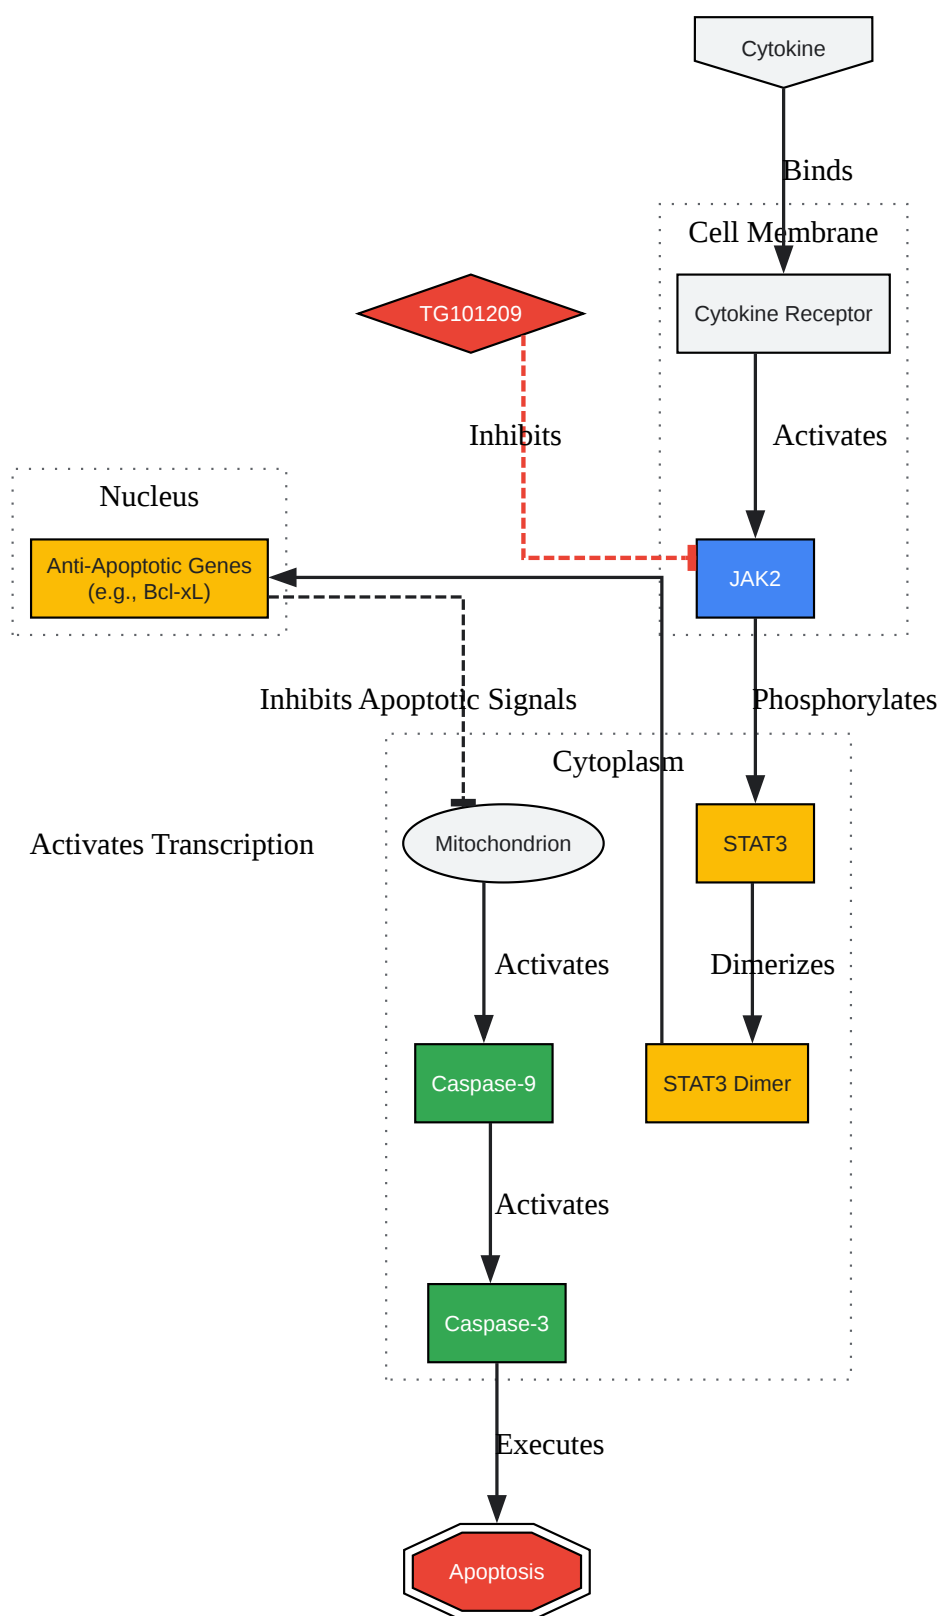 Cytokine
Binds
Cell Membrane
TG101209
Cytokine Receptor
Inhibits
Activates
Nucleus
Anti-Apoptotic Genes
(e.g., Bcl-xL)
JAK2
Inhibits Apoptotic Signals
Phosphorylates
Cytoplasm
Activates Transcription
Mitochondrion
STAT3
Activates
Dimerizes
Caspase-9
STAT3 Dimer
Activates
Caspase-3
Executes
Apoptosis